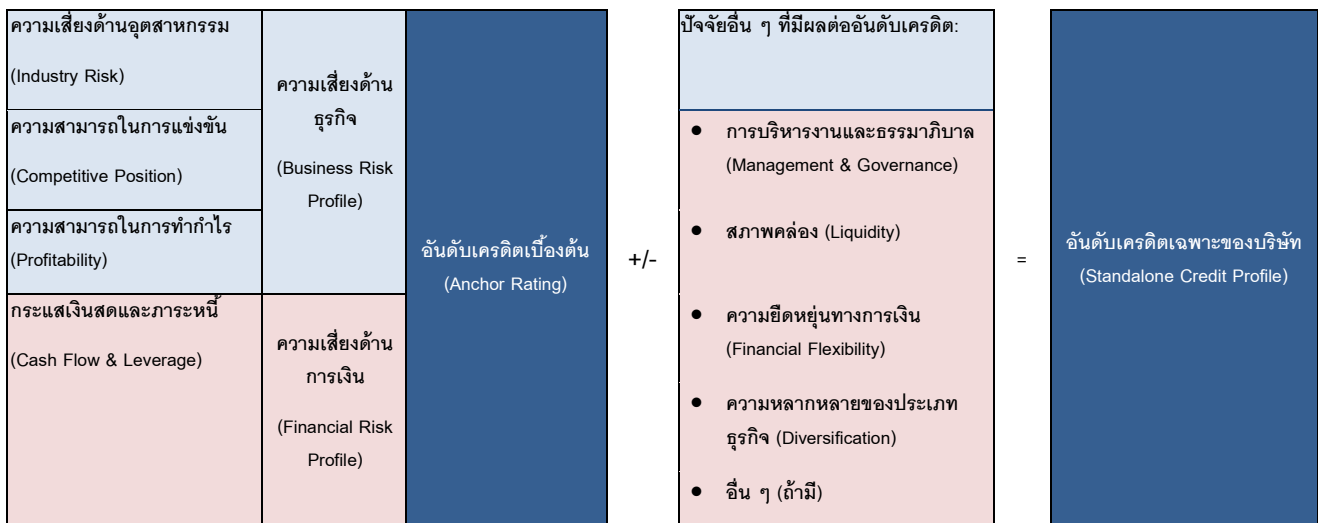 ความเสี่ยงด้านอุตสาหกรรม
(Industry Risk)
ความสามารถในการแข่งขัน
(Competitive Position)
ความสามารถในการทำกำไร
(Profitability)
กระแสเงินสดและภาระหนี้
(Cash Flow & Leverage)
ความเสี่ยงด้าน
ธุรกิจ
(Business Risk
Profile)
ความเสี่ยงด้าน
การเงิน
(Financial Risk
Profile)
อันดับเครดิตเบื้องต้น
(Anchor Rating)
+/-
ปัจจัยอื่น ๆ ที่มีผลต่ออันดับเครดิต:
● การบริหารงานและธรรมาภิบาล
(Management & Governance)
● สภาพคล่อง (Liquidity)
● ความยืดหยุ่นทางการเงิน
(Financial Flexibility)
● ความหลากหลายของประเภท
ธุรกิจ (Diversification)
● อื่น ๆ (ถ้ามี)
=
อันดับเครดิตเฉพาะของบริษัท
(Standalone Credit Profile)